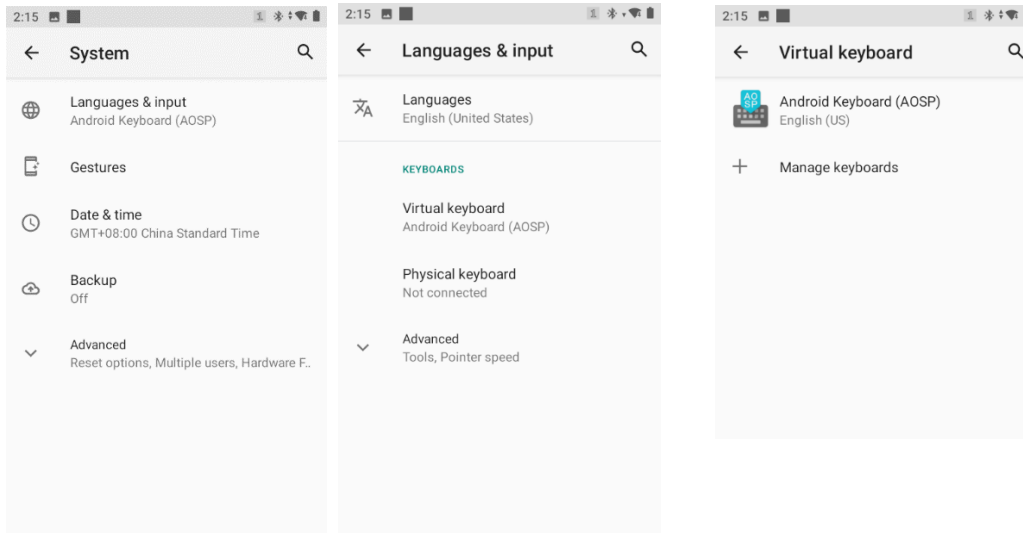 2:15
System
Languages & input
Android Keyboard (AOSP)
Gestures
Date & time
GMT+08:00 China Standard Time
Backup
Off
Advanced
Reset options, Multiple users, Hardware F..
2:15
Languages & input
Languages
English (United States)
KEYBOARDS
Virtual keyboard
Android Keyboard (AOSP)
Physical keyboard
Not connected
Advanced
Tools, Pointer speed
2:15
Virtual keyboard
AO
SP
Android Keyboard (AOSP)
English (US)
Manage keyboards